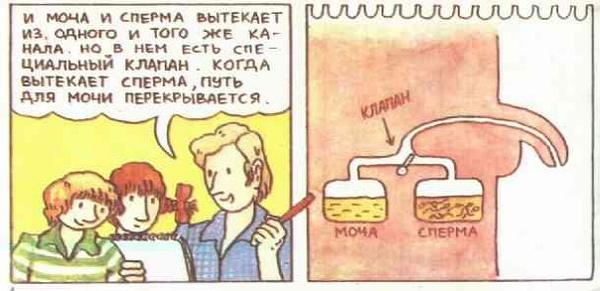 И МОЧА И СПЕРМА ВЫТЕКАЕТ
ИЗ. ОДНОГО И ТОГО ЖЕ КА-
НАЛА. НО В НЕМ ЕСТЬ СПЕ-
ЦИАЛЬНЫЙ КЛАПАН. КОГДА
ВЫТЕКАЕТ СПЕРМА, ПУТЬ
ДЛЯ МОЧИ ПЕРЕКРЫВАЕТСЯ.
КЛАПАН
МОЧА
СПЕРМА